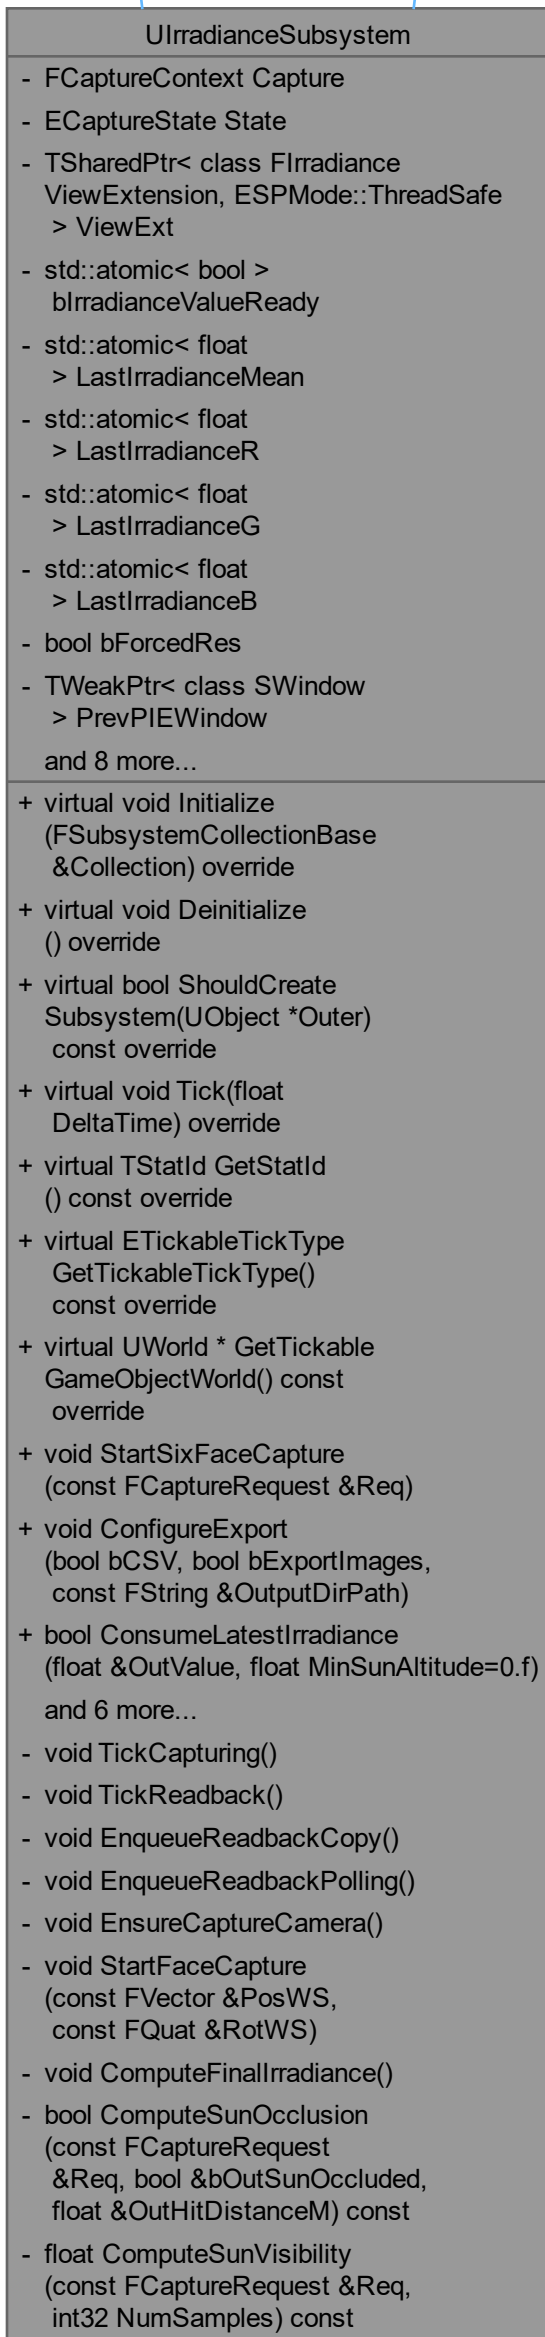 UIrradianceSubsystem
- FCaptureContext Capture
- ECaptureState State
- TSharedPtr< class FIrradiance
ViewExtension, ESPMode::ThreadSafe
> ViewExt
- std::atomic< bool >
bIrradianceValueReady
- std::atomic< float
> LastIrradianceMean
- std::atomic< float
> LastIrradianceR
- std::atomic< float
> LastIrradianceG
- std::atomic< float
> LastIrradianceB
- bool bForcedRes
- TWeakPtr< class SWindow
> PrevPIEWindow
and 8 more...
+ virtual void Initialize
(FSubsystemCollectionBase
&Collection) override
+ virtual void Deinitialize
() override
+ virtual bool ShouldCreate
Subsystem(UObject *Outer)
const override
+ virtual void Tick(float
DeltaTime) override
+ virtual TStatId GetStatId
() const override
+ virtual ETickableTickType
GetTickableTickType()
const override
+ virtual UWorld * GetTickable
GameObjectWorld() const
override
+ void StartSixFaceCapture
(const FCaptureRequest &Req)
+ void ConfigureExport
(bool bCSV, bool bExportImages,
const FString &OutputDirPath)
+ bool ConsumeLatestIrradiance
(float &OutValue, float MinSunAltitude=0.f)
and 6 more...
- void TickCapturing()
- void TickReadback()
- void EnqueueReadbackCopy()
- void EnqueueReadbackPolling()
- void EnsureCaptureCamera()
- void StartFaceCapture
(const FVector &PosWS,
const FQuat &RotWS)
- void ComputeFinalIrradiance()
- bool ComputeSunOcclusion
(const FCaptureRequest
&Req, bool &bOutSunOccluded,
float &OutHitDistanceM) const
- float ComputeSunVisibility
(const FCaptureRequest &Req,
int32 NumSamples) const